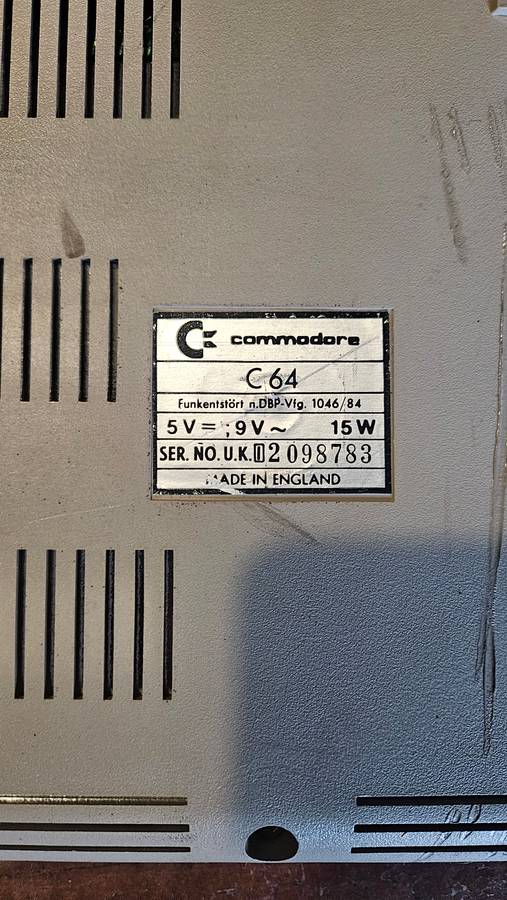 commodore
C64
Funkentstört n.DBP-Vfg. 1046/84
5V⎓;9V~ 15W
SER. NO. U.K. 2098783
MADE IN ENGLAND